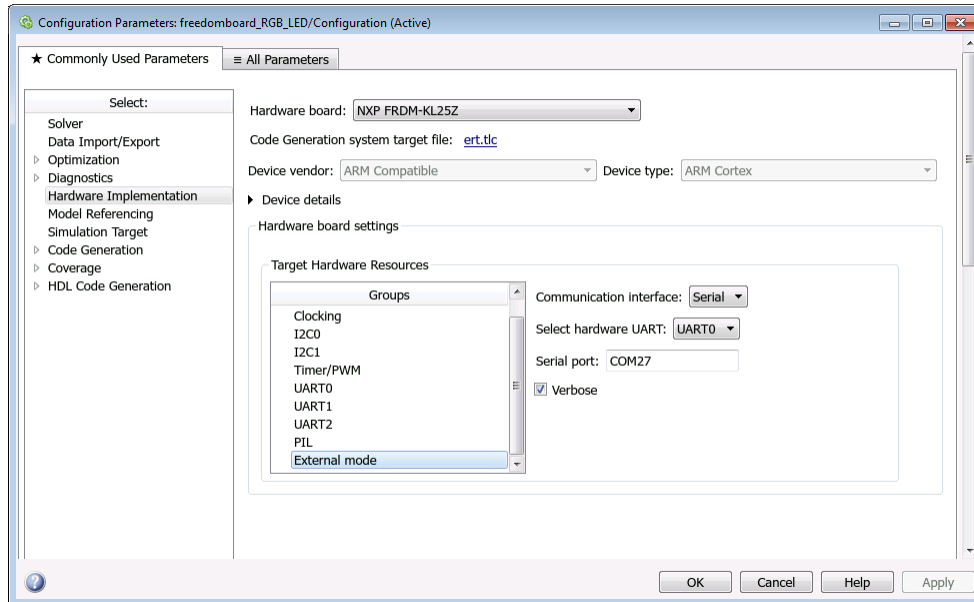 Configuration Parameters: freedomboard_RGB_LED/Configuration (Active)
★ Commonly Used Parameters
≡ All Parameters
Select:
Solver
Data Import/Export
Optimization
Diagnostics
Hardware Implementation
Model Referencing
Simulation Target
Code Generation
Coverage
HDL Code Generation
Hardware board: NXP FRDM-KL25Z
Code Generation system target file: ert.tlc
Device vendor: ARM Compatible Device type: ARM Cortex
Device details
Hardware board settings
Target Hardware Resources
Groups
Clocking
I2C0
I2C1
Timer/PWM
UART0
UART1
UART2
PIL
External mode
Communication interface: Serial
Select hardware UART: UART0
Serial port: COM27
Verbose
? OK Cancel Help Apply